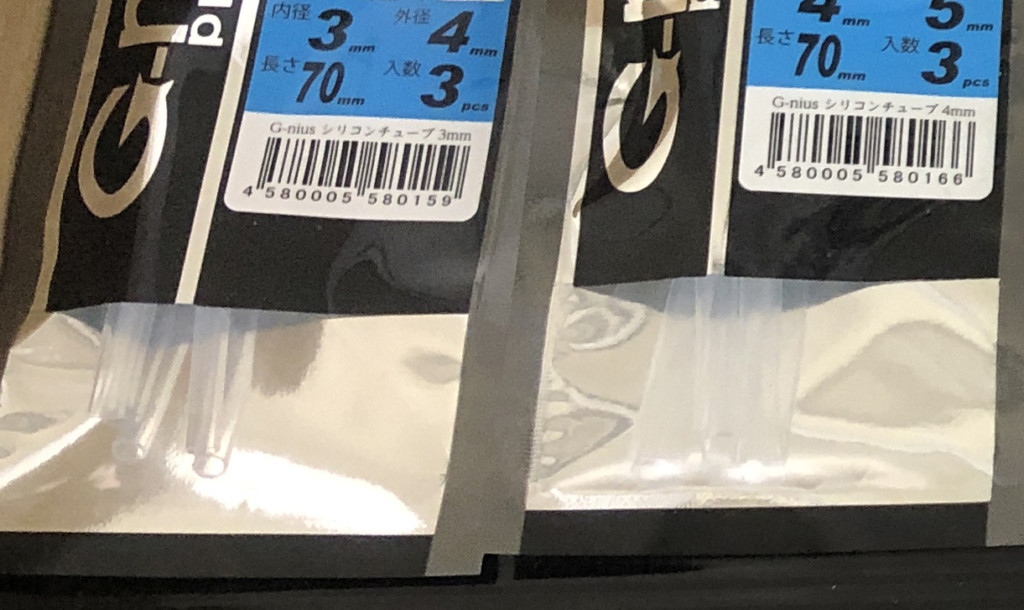 内径 3mm 外径 4mm
長さ 70mm 入数 3pcs
G-nius シリコンチューブ 3mm
4 580005 580159
4mm 5mm
長さ 70mm 入数 3pcs
G-nius シリコンチューブ 4mm
4 580005 580166